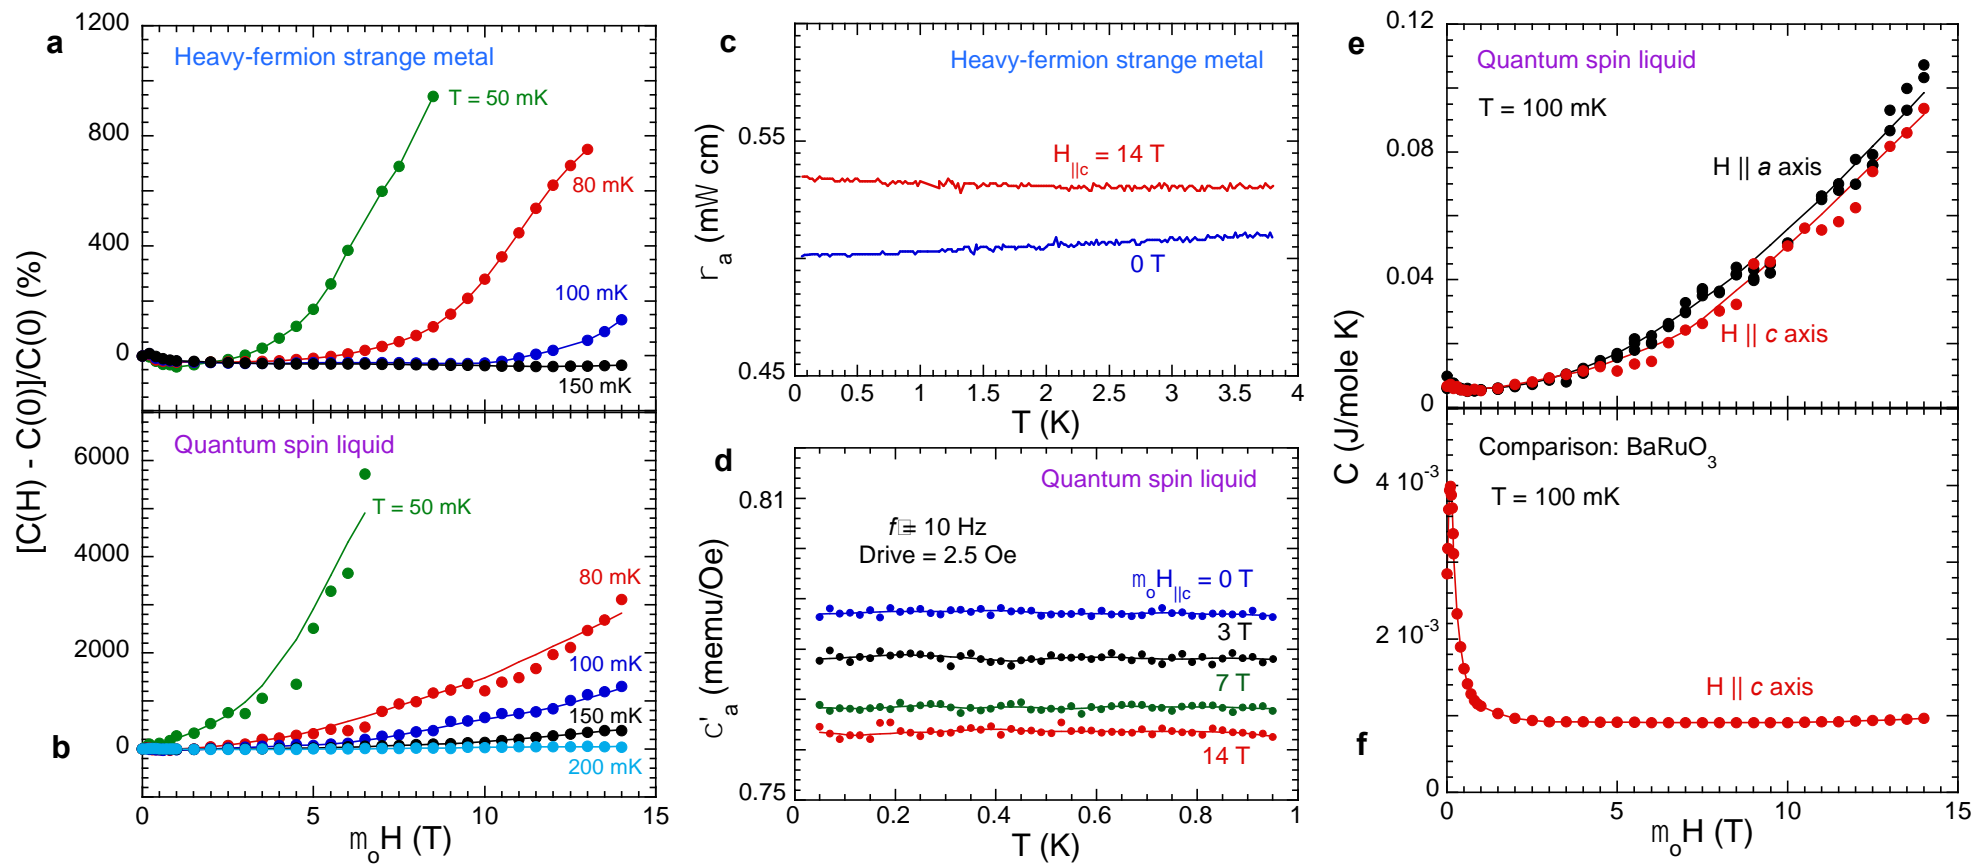 a
Heavy-fermion strange metal
T = 50 mK
80 mK
100 mK
150 mK
1200
800
400
0
[C(H) - C(0)]/C(0) (%)
b
Quantum spin liquid
T = 50 mK
80 mK
100 mK
150 mK
200 mK
6000
4000
2000
0
0 5 10 15
moH (T)
c
Heavy-fermion strange metal
H||c = 14 T
0 T
0.55
0.45
ra (mW cm)
0 0.5 1 1.5 2 2.5 3 3.5 4
T (K)
d
Quantum spin liquid
f = 10 Hz
Drive = 2.5 Oe
moH||c = 0 T
3 T
7 T
14 T
0.81
0.75
C'a (memu/Oe)
0 0.2 0.4 0.6 0.8 1
T (K)
e
Quantum spin liquid
T = 100 mK
H || a axis
H || c axis
0.12
0.08
0.04
0
C (J/mole K)
f
Comparison: BaRuO3
T = 100 mK
H || c axis
4 10-3
2 10-3
0
0 5 10 15
moH (T)